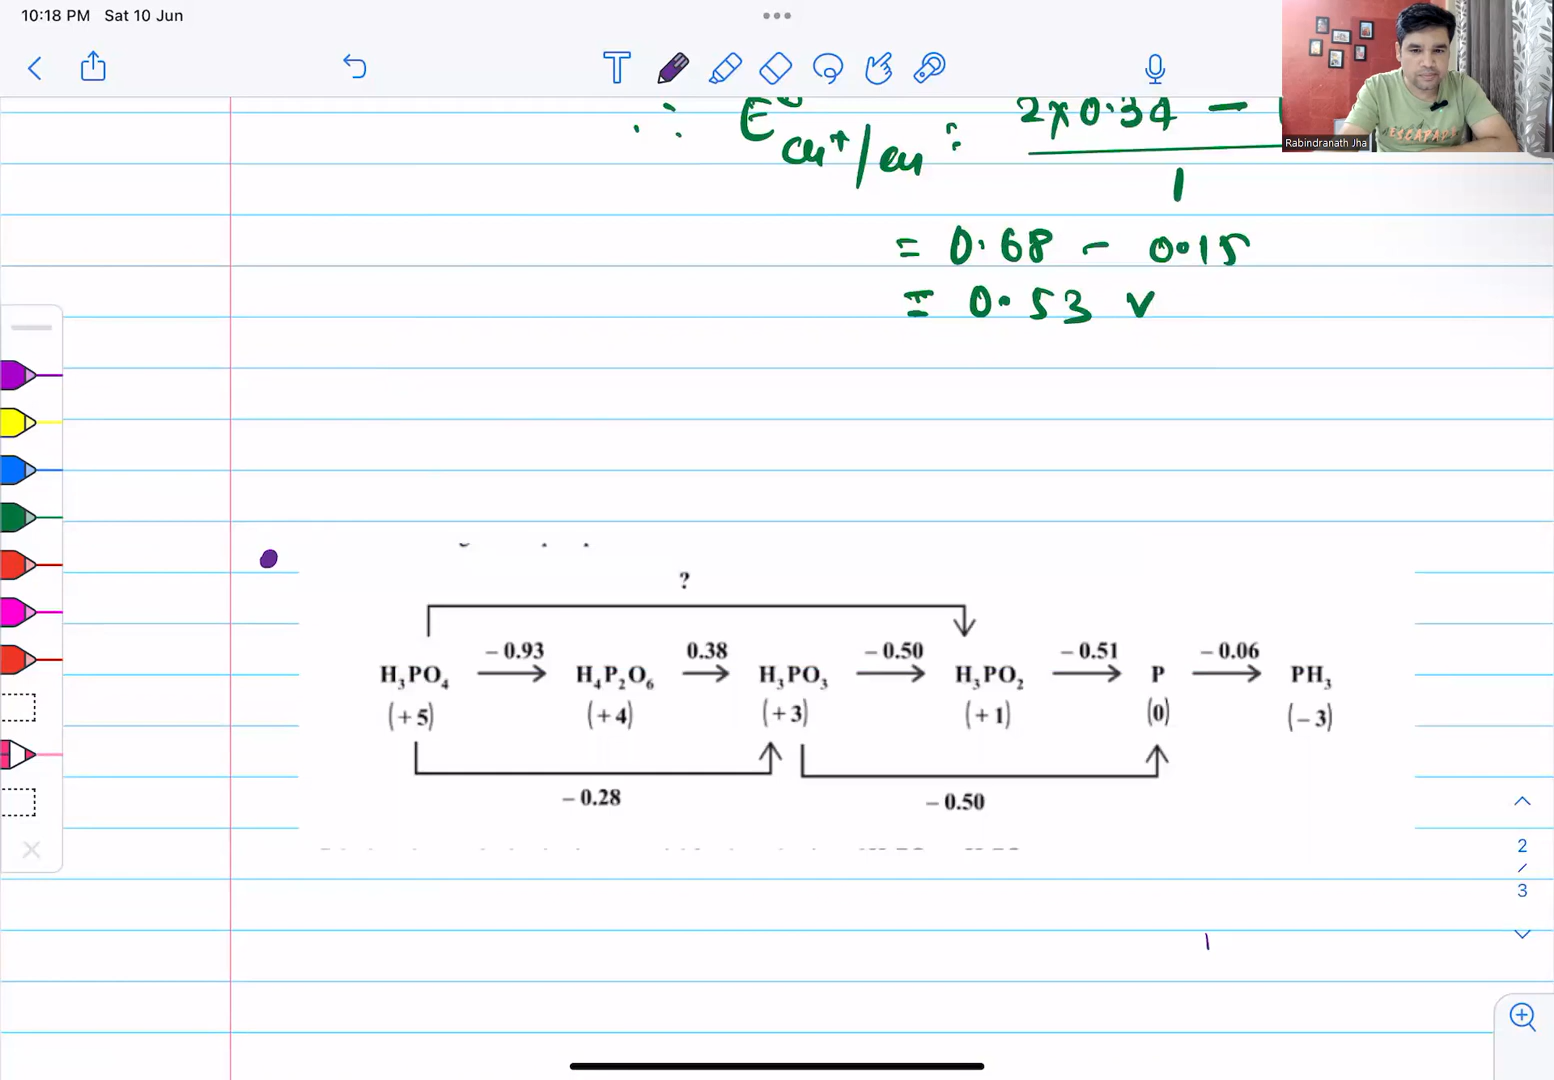 10:18 PM Sat 10 Jun
Rabindranath Jha
ESCAPADE
∴ E° Cu⁺/Cu = 2×0.34 −
1
= 0.68 − 0.15
= 0.53 V
?
− 0.93 0.38 − 0.50 − 0.51 − 0.06
H₃PO₄ → H₄P₂O₆ → H₃PO₃ → H₃PO₂ → P → PH₃
(+ 5) (+ 4) (+ 3) (+ 1) (0) (− 3)
− 0.28 − 0.50
2
/
3